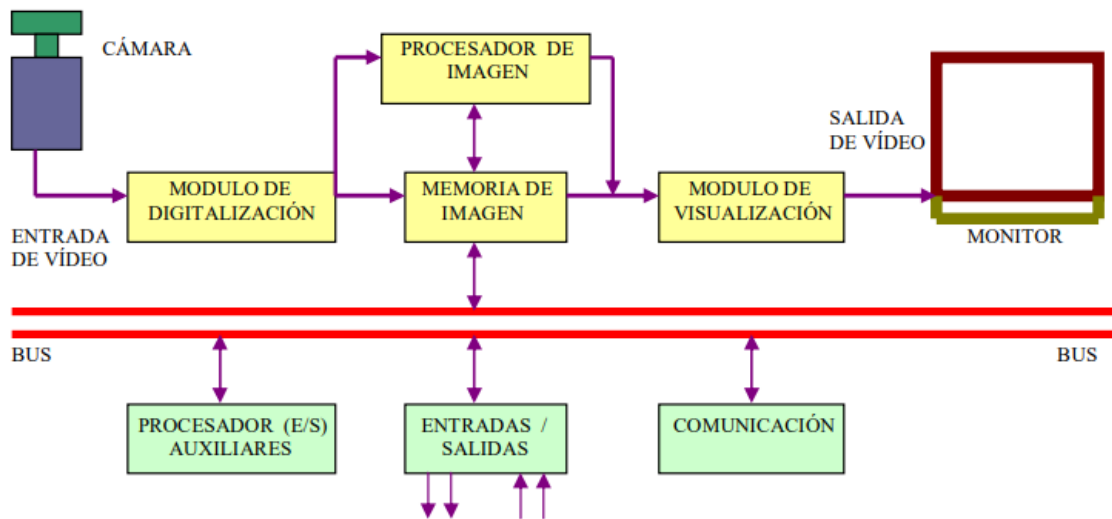 CÁMARA
PROCESADOR DE
IMAGEN
SALIDA
DE VÍDEO
MODULO DE
DIGITALIZACIÓN
MEMORIA DE
IMAGEN
MODULO DE
VISUALIZACIÓN
ENTRADA
DE VÍDEO
MONITOR
BUS
BUS
PROCESADOR (E/S)
AUXILIARES
ENTRADAS /
SALIDAS
COMUNICACIÓN